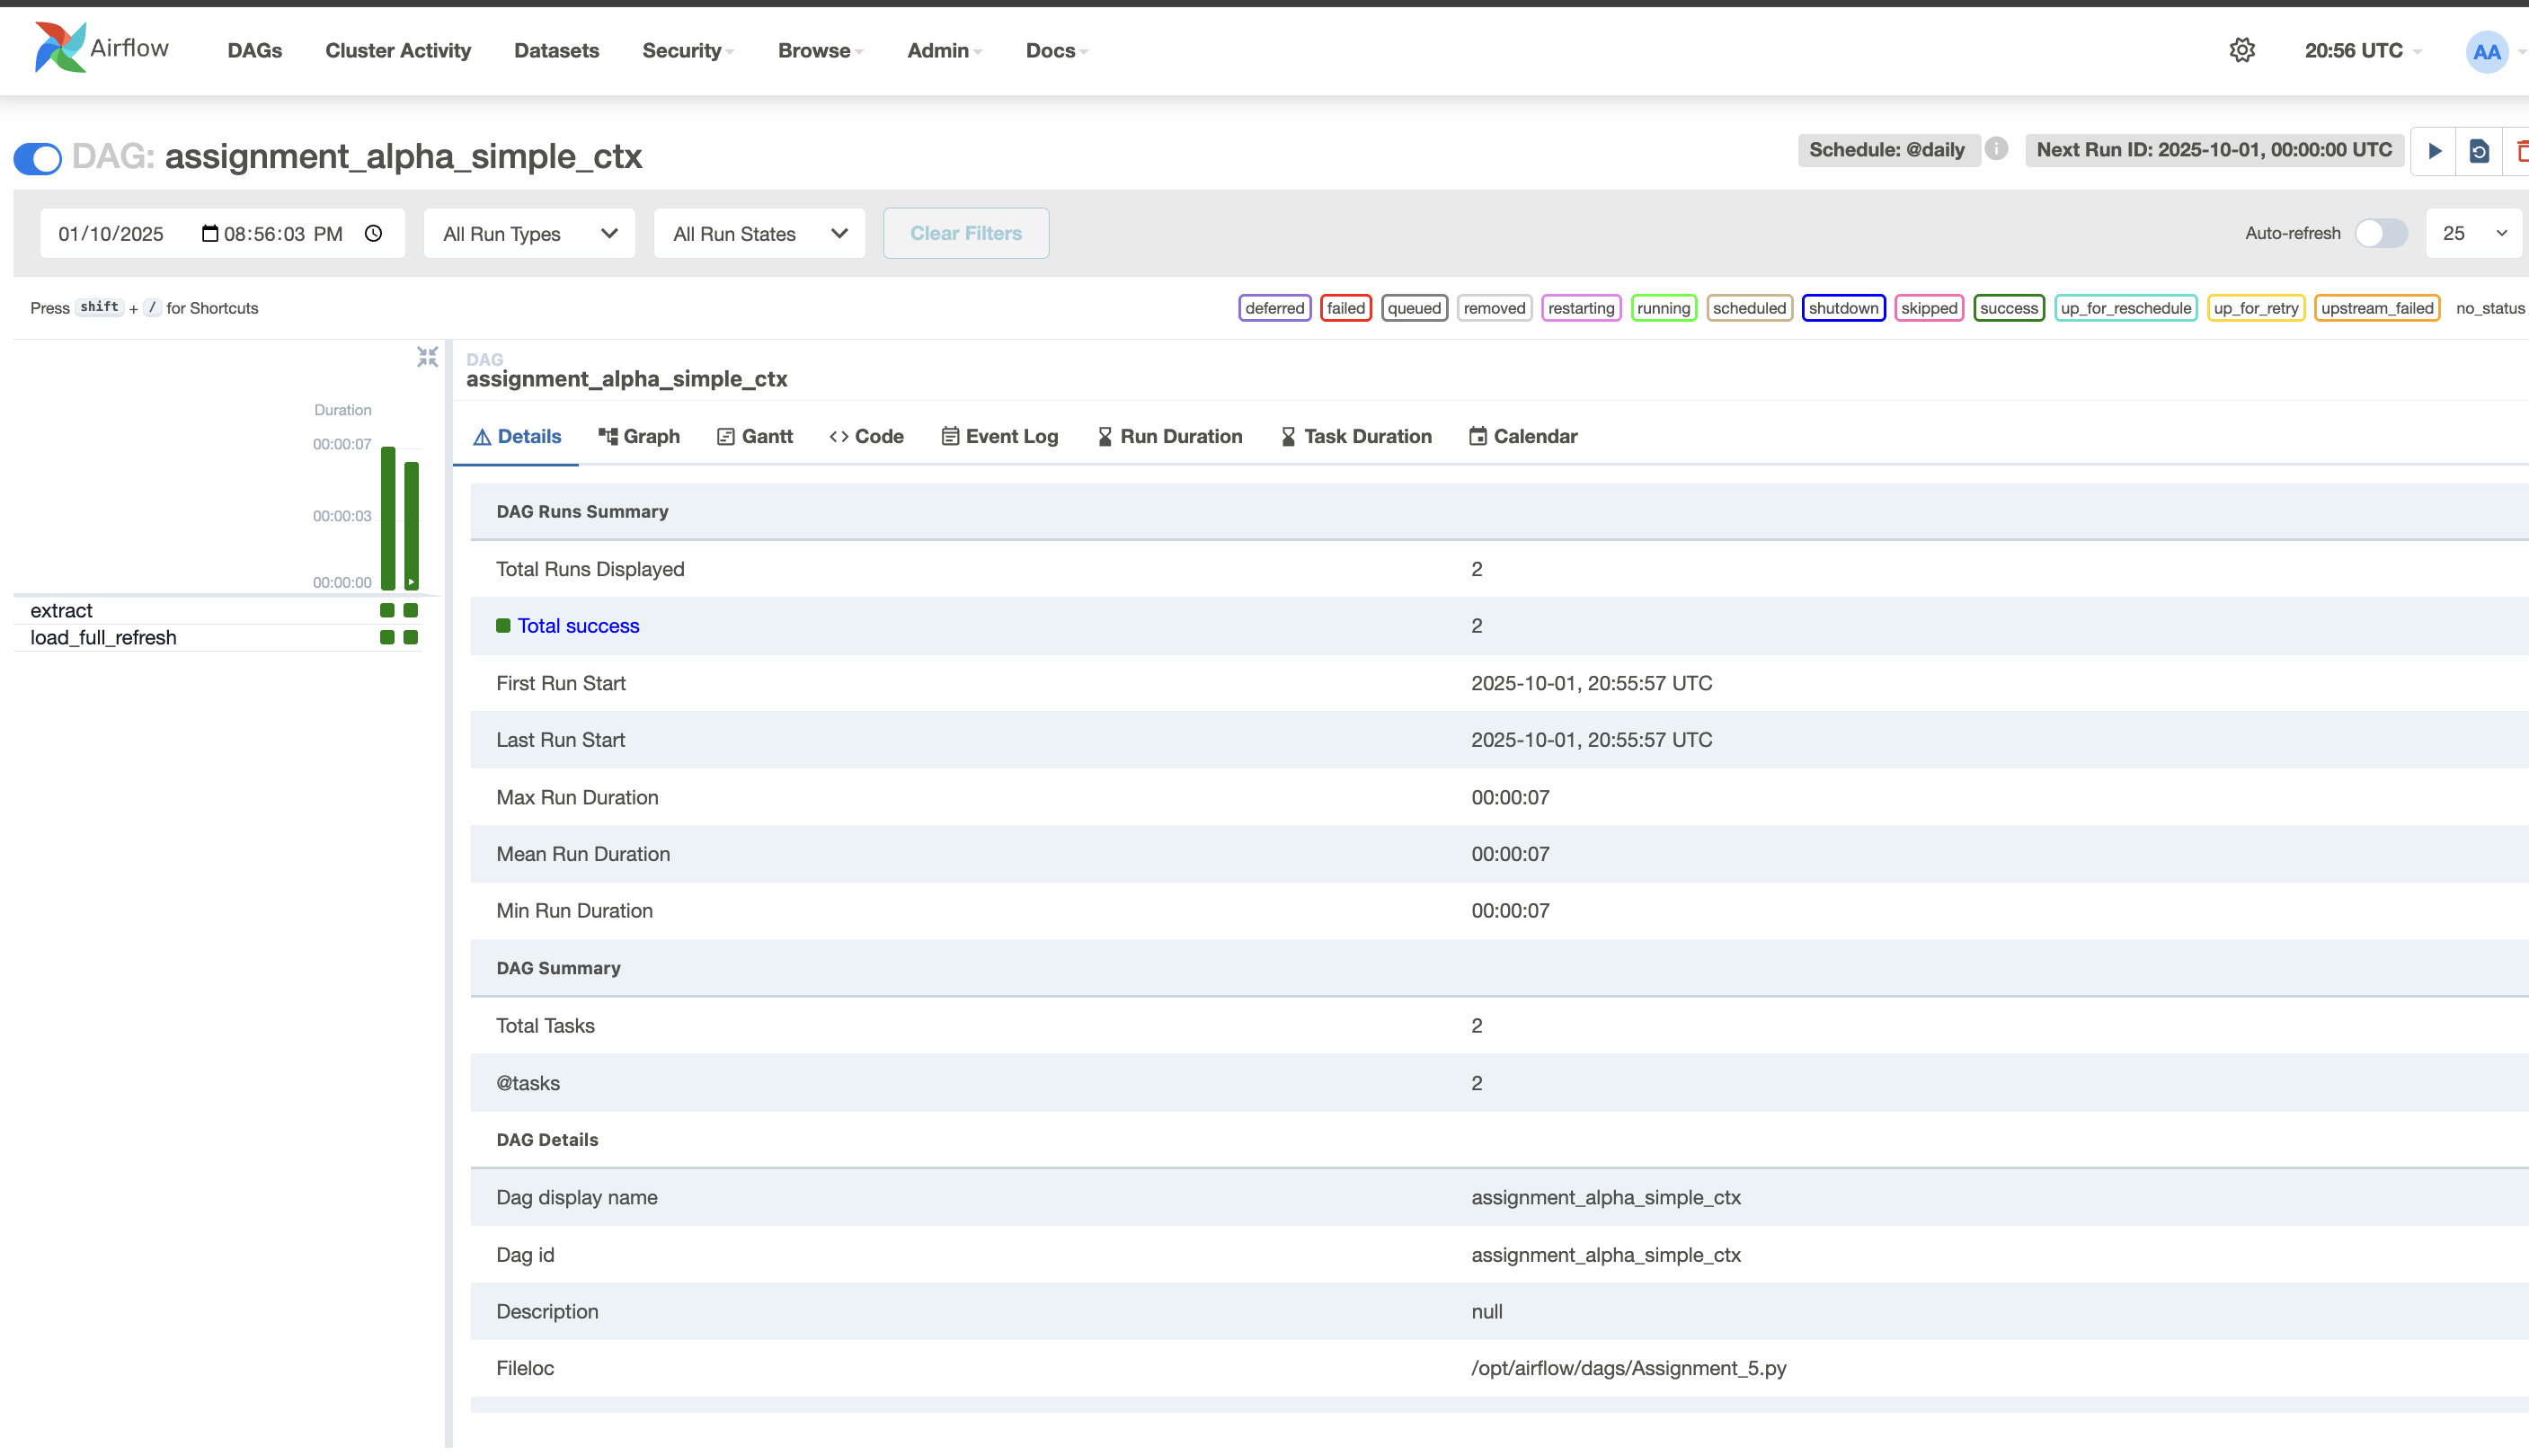 Airflow DAGs Cluster Activity Datasets Security Browse Admin Docs 20:56 UTC AA
DAG: assignment_alpha_simple_ctx Schedule: @daily Next Run ID: 2025-10-01, 00:00:00 UTC
01/10/2025 08:56:03 PM All Run Types All Run States Clear Filters Auto-refresh 25
Press shift + / for Shortcuts deferred failed queued removed restarting running scheduled shutdown skipped success up_for_reschedule up_for_retry upstream_failed no_status
DAG
assignment_alpha_simple_ctx
Duration
00:00:07
00:00:03
00:00:00
extract
load_full_refresh
Details Graph Gantt Code Event Log Run Duration Task Duration Calendar
DAG Runs Summary
Total Runs Displayed 2
Total success 2
First Run Start 2025-10-01, 20:55:57 UTC
Last Run Start 2025-10-01, 20:55:57 UTC
Max Run Duration 00:00:07
Mean Run Duration 00:00:07
Min Run Duration 00:00:07
DAG Summary
Total Tasks 2
@tasks 2
DAG Details
Dag display name assignment_alpha_simple_ctx
Dag id assignment_alpha_simple_ctx
Description null
Fileloc /opt/airflow/dags/Assignment_5.py